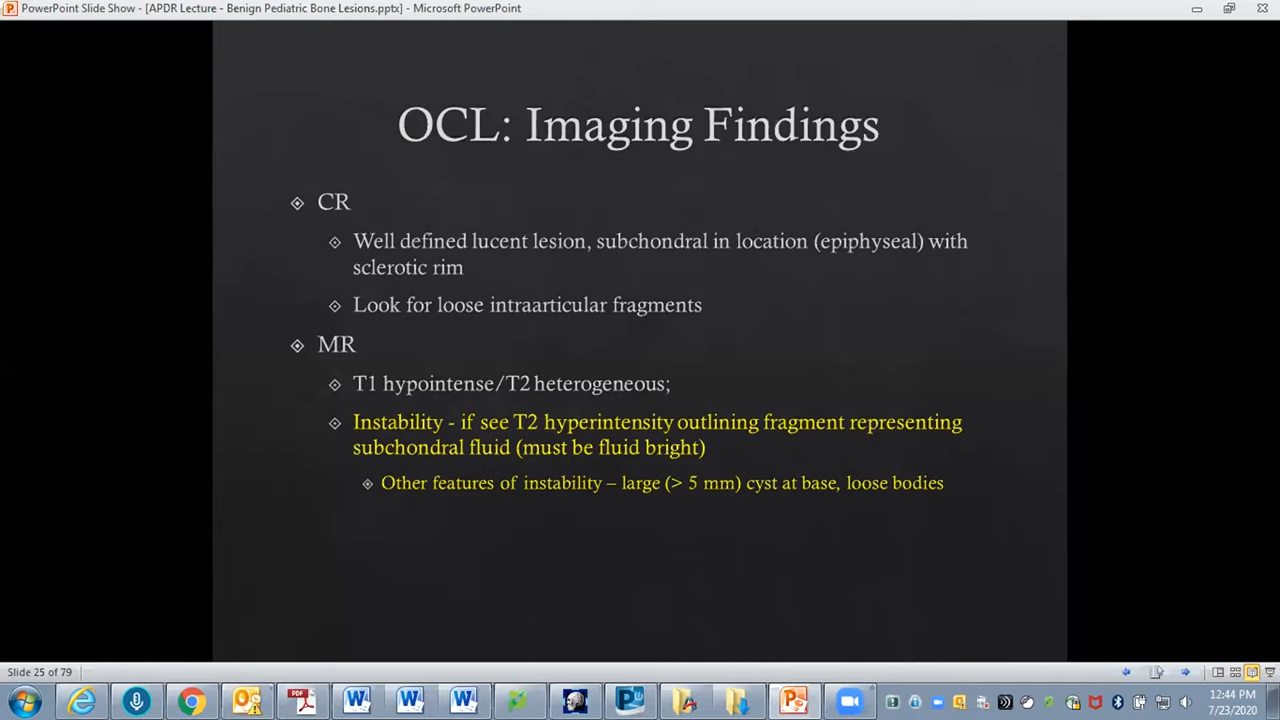 PowerPoint Slide Show - [APDR Lecture - Benign Pediatric Bone Lesions.pptx] - Microsoft PowerPoint
OCL: Imaging Findings
CR
Well defined lucent lesion, subchondral in location (epiphyseal) with
sclerotic rim
Look for loose intraarticular fragments
MR
T1 hypointense/T2 heterogeneous;
Instability - if see T2 hyperintensity outlining fragment representing
subchondral fluid (must be fluid bright)
Other features of instability – large (> 5 mm) cyst at base, loose bodies
Slide 25 of 79
12:44 PM
7/23/2020